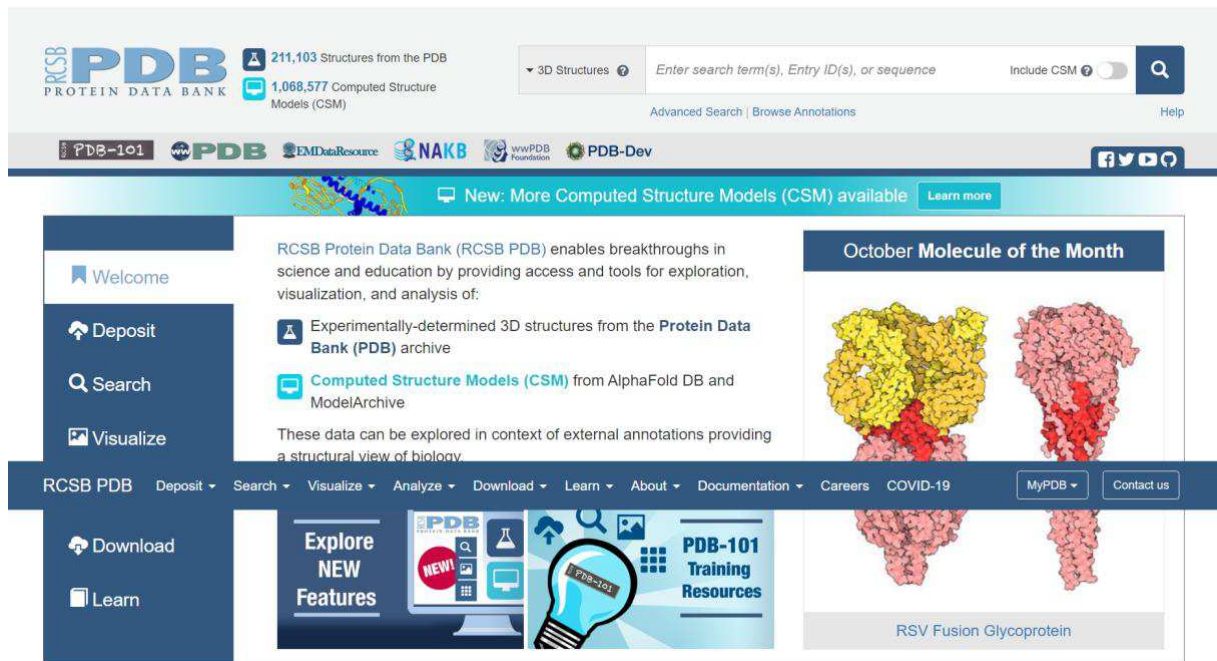 RCSB
PDB
PROTEIN DATA BANK
211,103 Structures from the PDB
1,068,577 Computed Structure
Models (CSM)
3D Structures
Enter search term(s), Entry ID(s), or sequence
Include CSM
Advanced Search | Browse Annotations
Help
PDB-101
wwPDB
EMDataResource
NAKB
wwPDB
Foundation
PDB-Dev
New: More Computed Structure Models (CSM) available
Learn more
Welcome
Deposit
Search
Visualize
RCSB Protein Data Bank (RCSB PDB) enables breakthroughs in
science and education by providing access and tools for exploration,
visualization, and analysis of:
Experimentally-determined 3D structures from the Protein Data
Bank (PDB) archive
Computed Structure Models (CSM) from AlphaFold DB and
ModelArchive
These data can be explored in context of external annotations providing
a structural view of biology.
October Molecule of the Month
RCSB PDB Deposit Search Visualize Analyze Download Learn About Documentation Careers COVID-19 MyPDB Contact us
Download
Learn
Explore
NEW
Features
PDB
NEW!
PDB-101
PDB-101
Training
Resources
RSV Fusion Glycoprotein